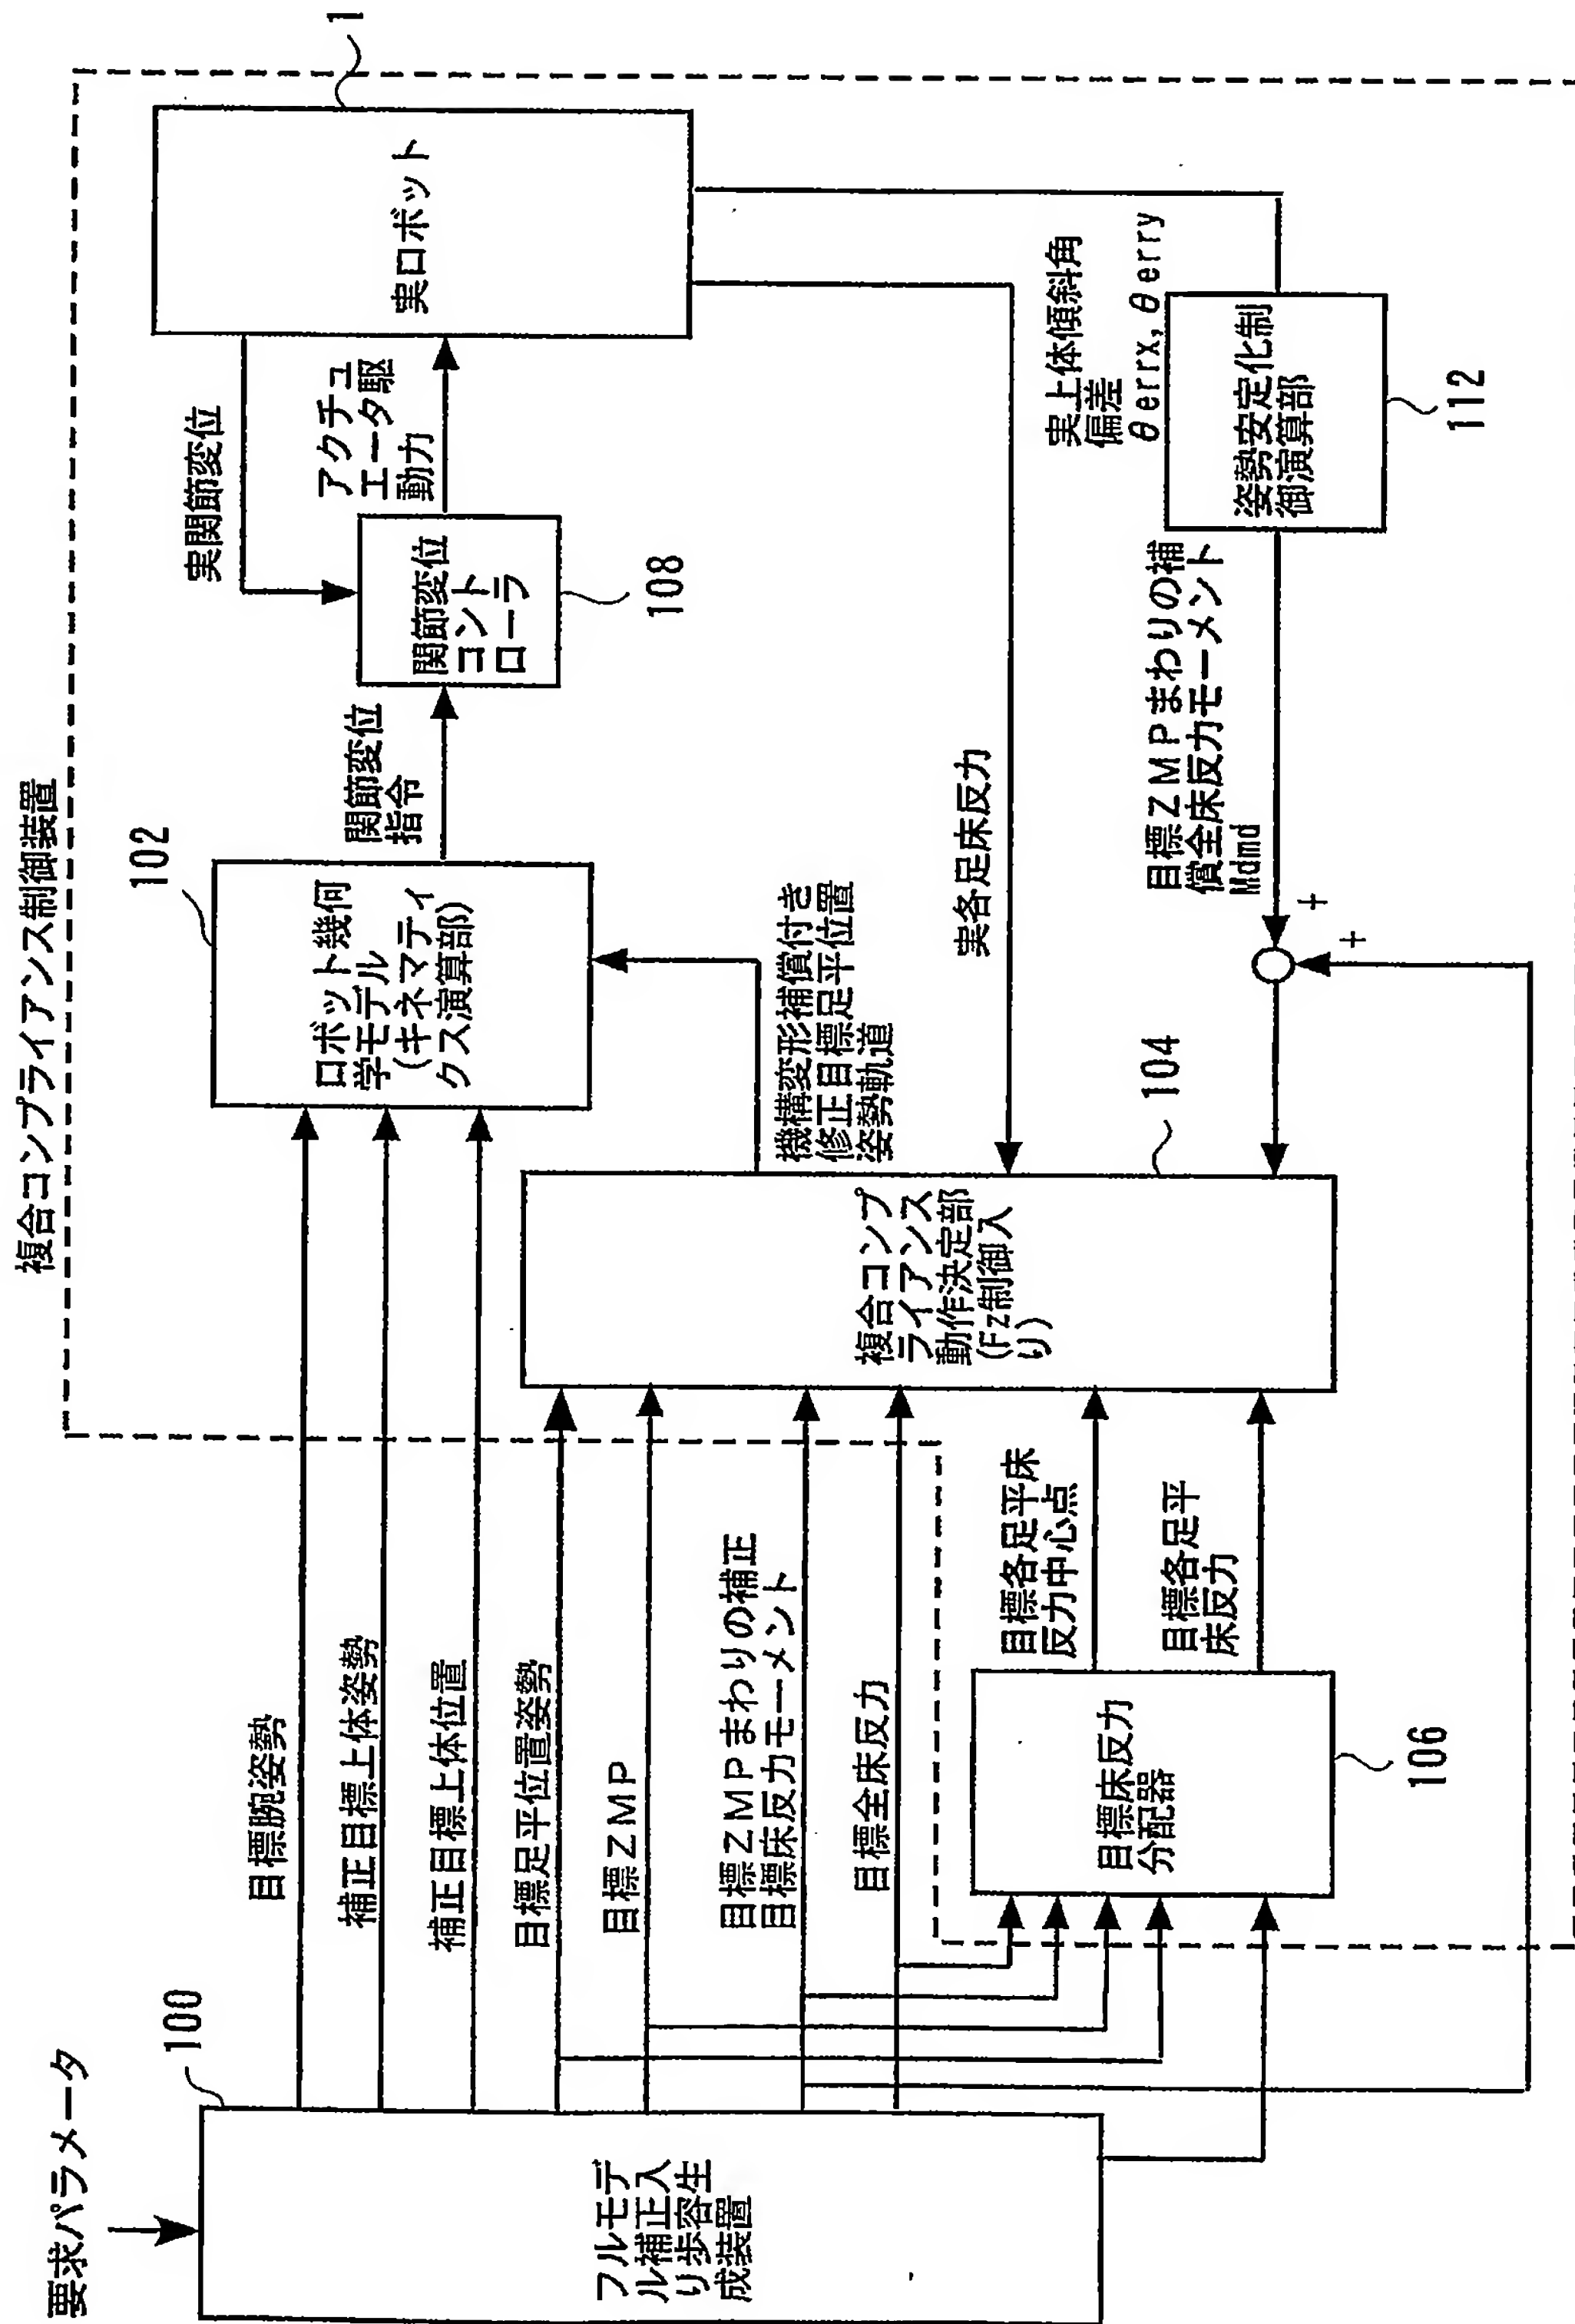 複合コンプライアンス制御装置
要求パラメータ
100
フルモデ
ル補正入
り歩容生
成装置
目標腕姿勢
補正目標上体姿勢
補正目標上体位置
目標足平位置姿勢
目標ZMP
目標ZMPまわりの補正
目標床反力モーメント
目標全床反力
目標床反力
分配器
106
目標各足平床
反力中心点
目標各足平
床反力
102
ロボット幾何
学モデル
(キネマティ
クス演算部)
複合コンプ
ライアンス
動作決定部
(Fz制御入
り)
104
機構変形補償付き
修正目標足平位置
姿勢軌道
関節変位
指令
関節変位
コント
ローラ
108
実関節変位
アクチュ
エータ駆
動力
実ロボット
1
実各足床反力
目標ZMPまわりの補
償全床反力モーメント
Mdmd
+
+
実上体傾斜角
偏差
θerrx,θerry
姿勢安定化制
御演算部
112